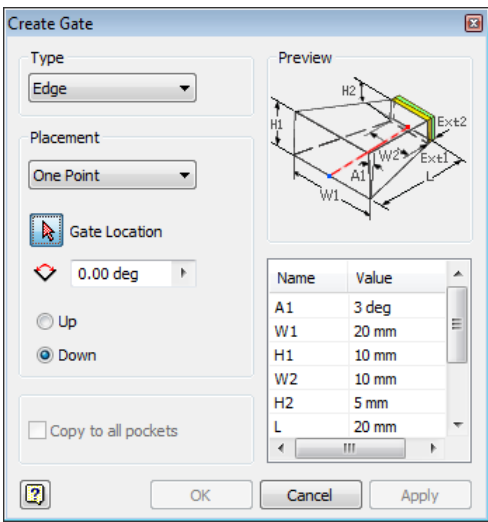 Create Gate
Type
Edge
Placement
One Point
Gate Location
0.00 deg
Up
Down
Copy to all pockets
Preview
H2
H1
Ext2
W2
Ext1
A1
L
W1
Name Value
A1 3 deg
W1 20 mm
H1 10 mm
W2 10 mm
H2 5 mm
L 20 mm
?
OK Cancel Apply